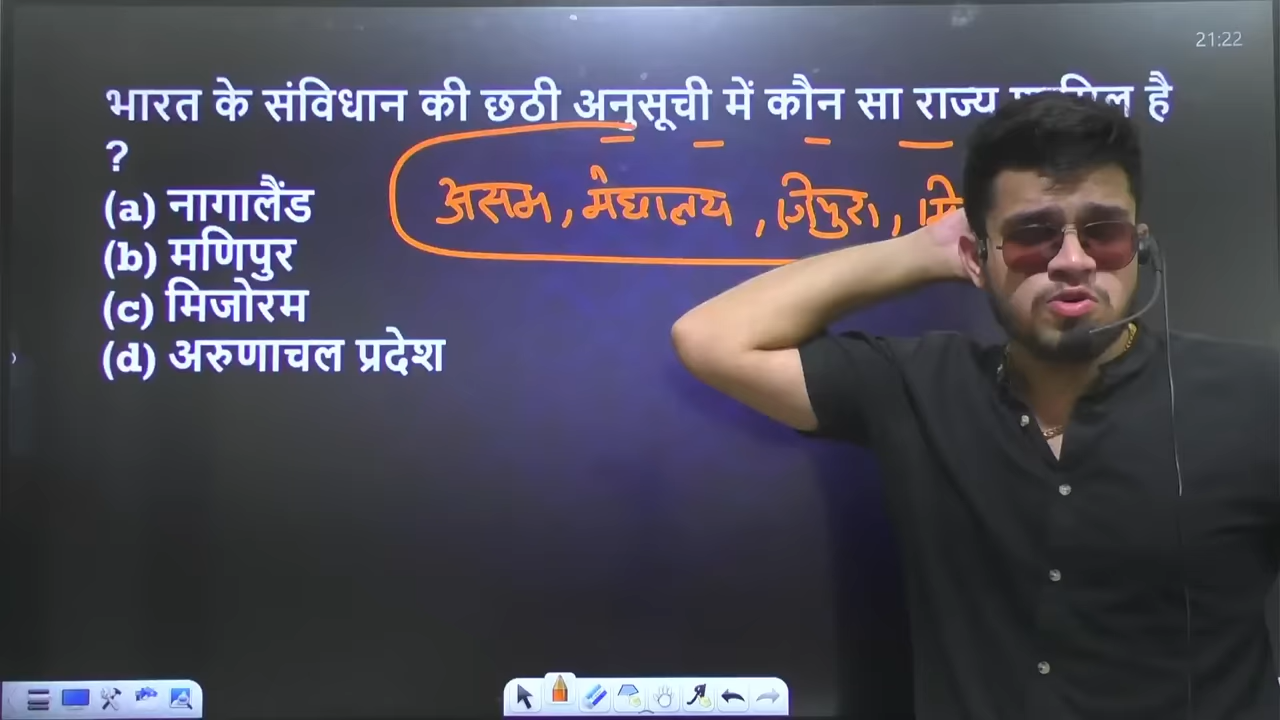 21:22
भारत के संविधान की छठी अनुसूची में कौन सा राज्य है
?
असम, मेघालय, त्रिपुरा,
(a) नागालैंड
(b) मणिपुर
(c) मिजोरम
(d) अरुणाचल प्रदेश